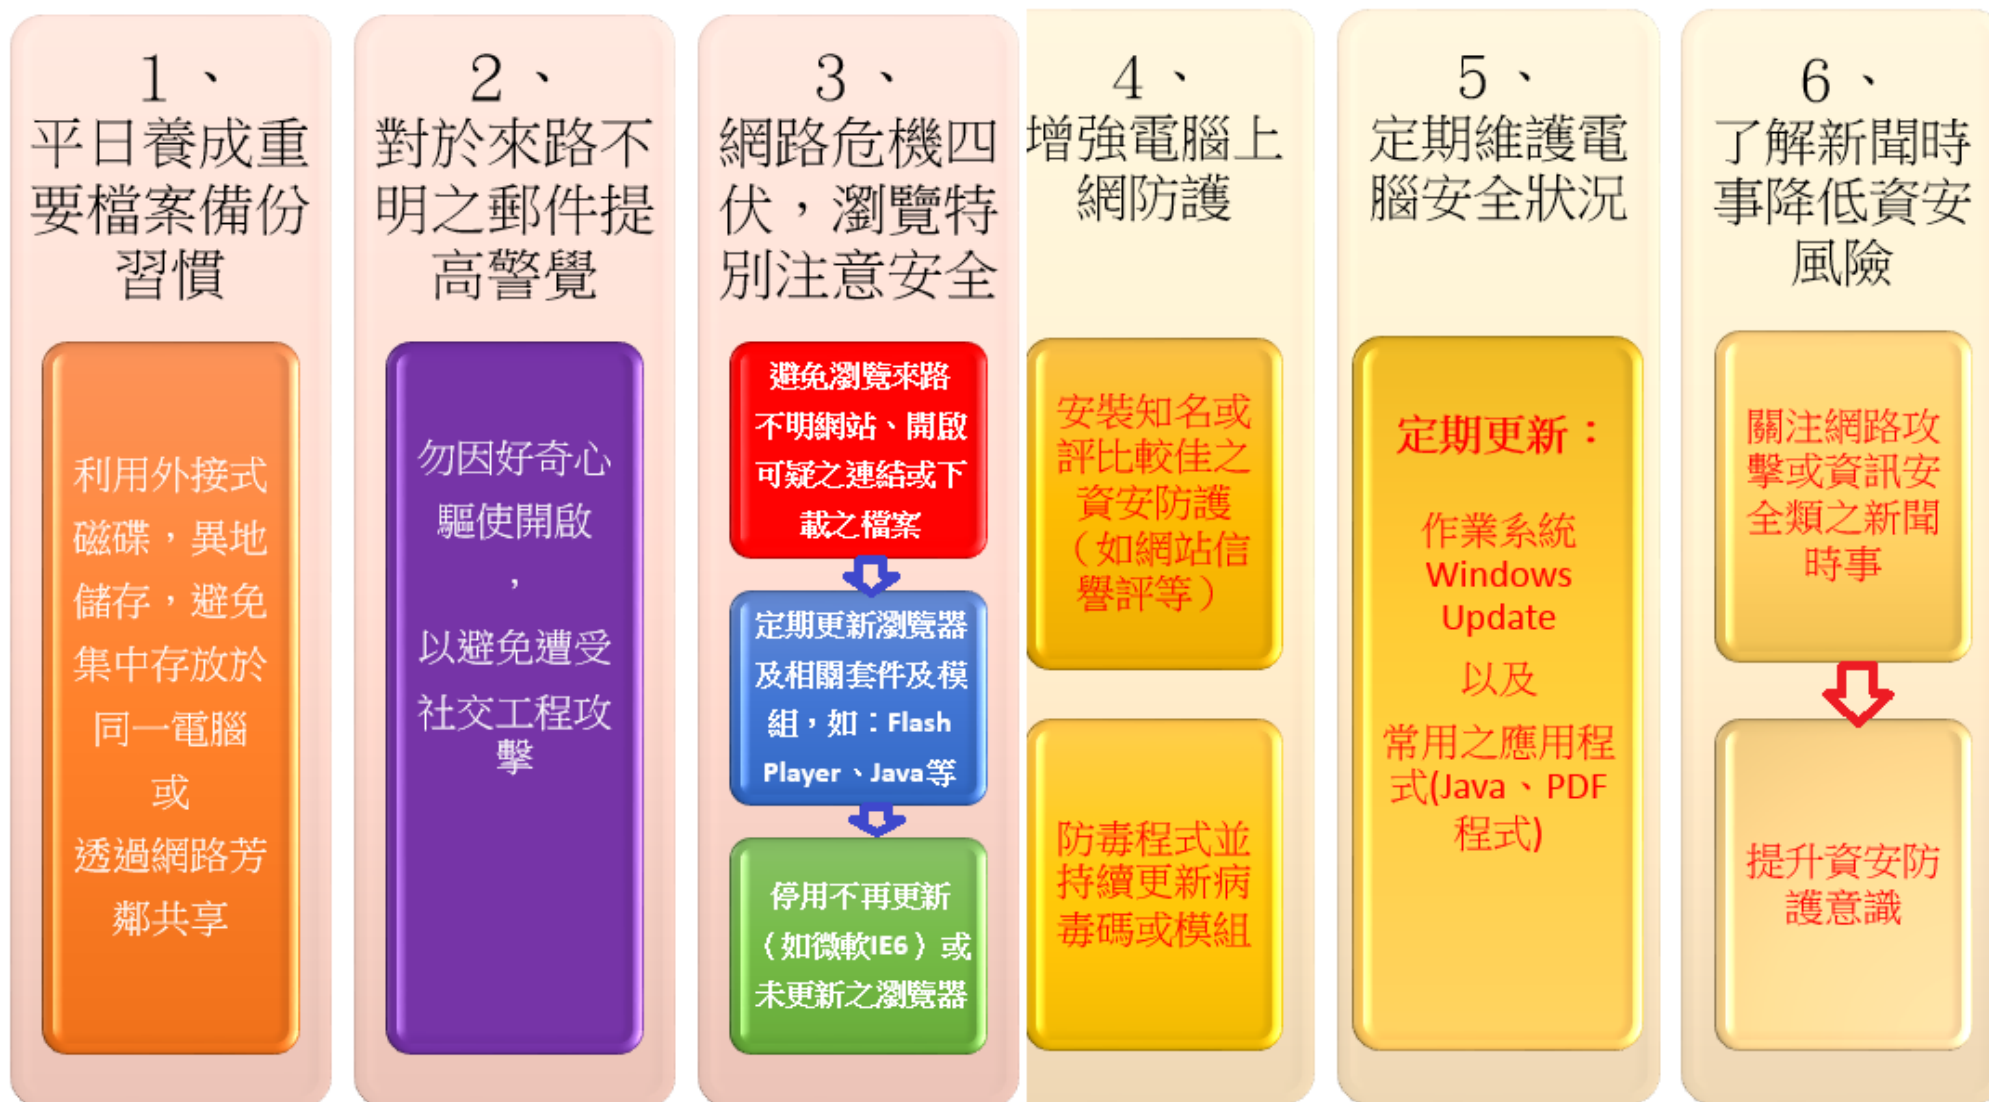 1、
平日養成重
要檔案備份
習慣
利用外接式
磁碟，異地
儲存，避免
集中存放於
同一電腦
或
透過網路芳
鄰共享
2、
對於來路不
明之郵件提
高警覺
勿因好奇心
驅使開啟
，
以避免遭受
社交工程攻
擊
3、
網路危機四
伏，瀏覽特
別注意安全
避免瀏覽來路
不明網站、開啟
可疑之連結或下
載之檔案
定期更新瀏覽器
及相關套件及模
組，如：Flash
Player、Java等
停用不再更新
（如微軟IE6）或
未更新之瀏覽器
4、
增強電腦上
網防護
安裝知名或
評比較佳之
資安防護
（如網站信
譽評等）
防毒程式並
持續更新病
毒碼或模組
5、
定期維護電
腦安全狀況
定期更新：
作業系統
Windows
Update
以及
常用之應用程
式(Java、PDF
程式)
6、
了解新聞時
事降低資安
風險
關注網路攻
擊或資訊安
全類之新聞
時事
提升資安防
護意識